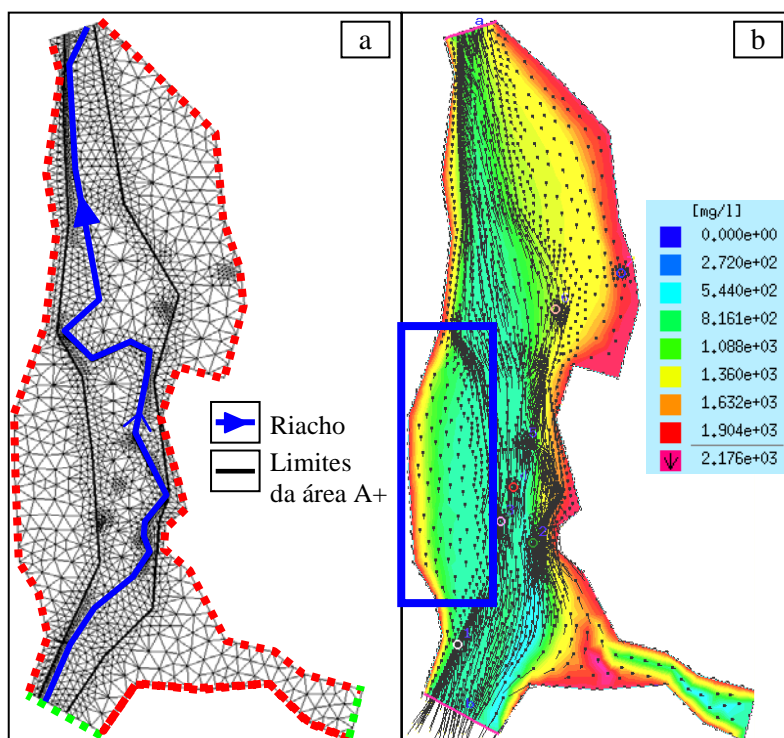 a
b
a
[mg/l]
0.000e+00
2.720e+02
5.440e+02
8.161e+02
1.088e+03
1.360e+03
1.632e+03
1.904e+03
2.176e+03
Riacho
Limites
da área A+
2